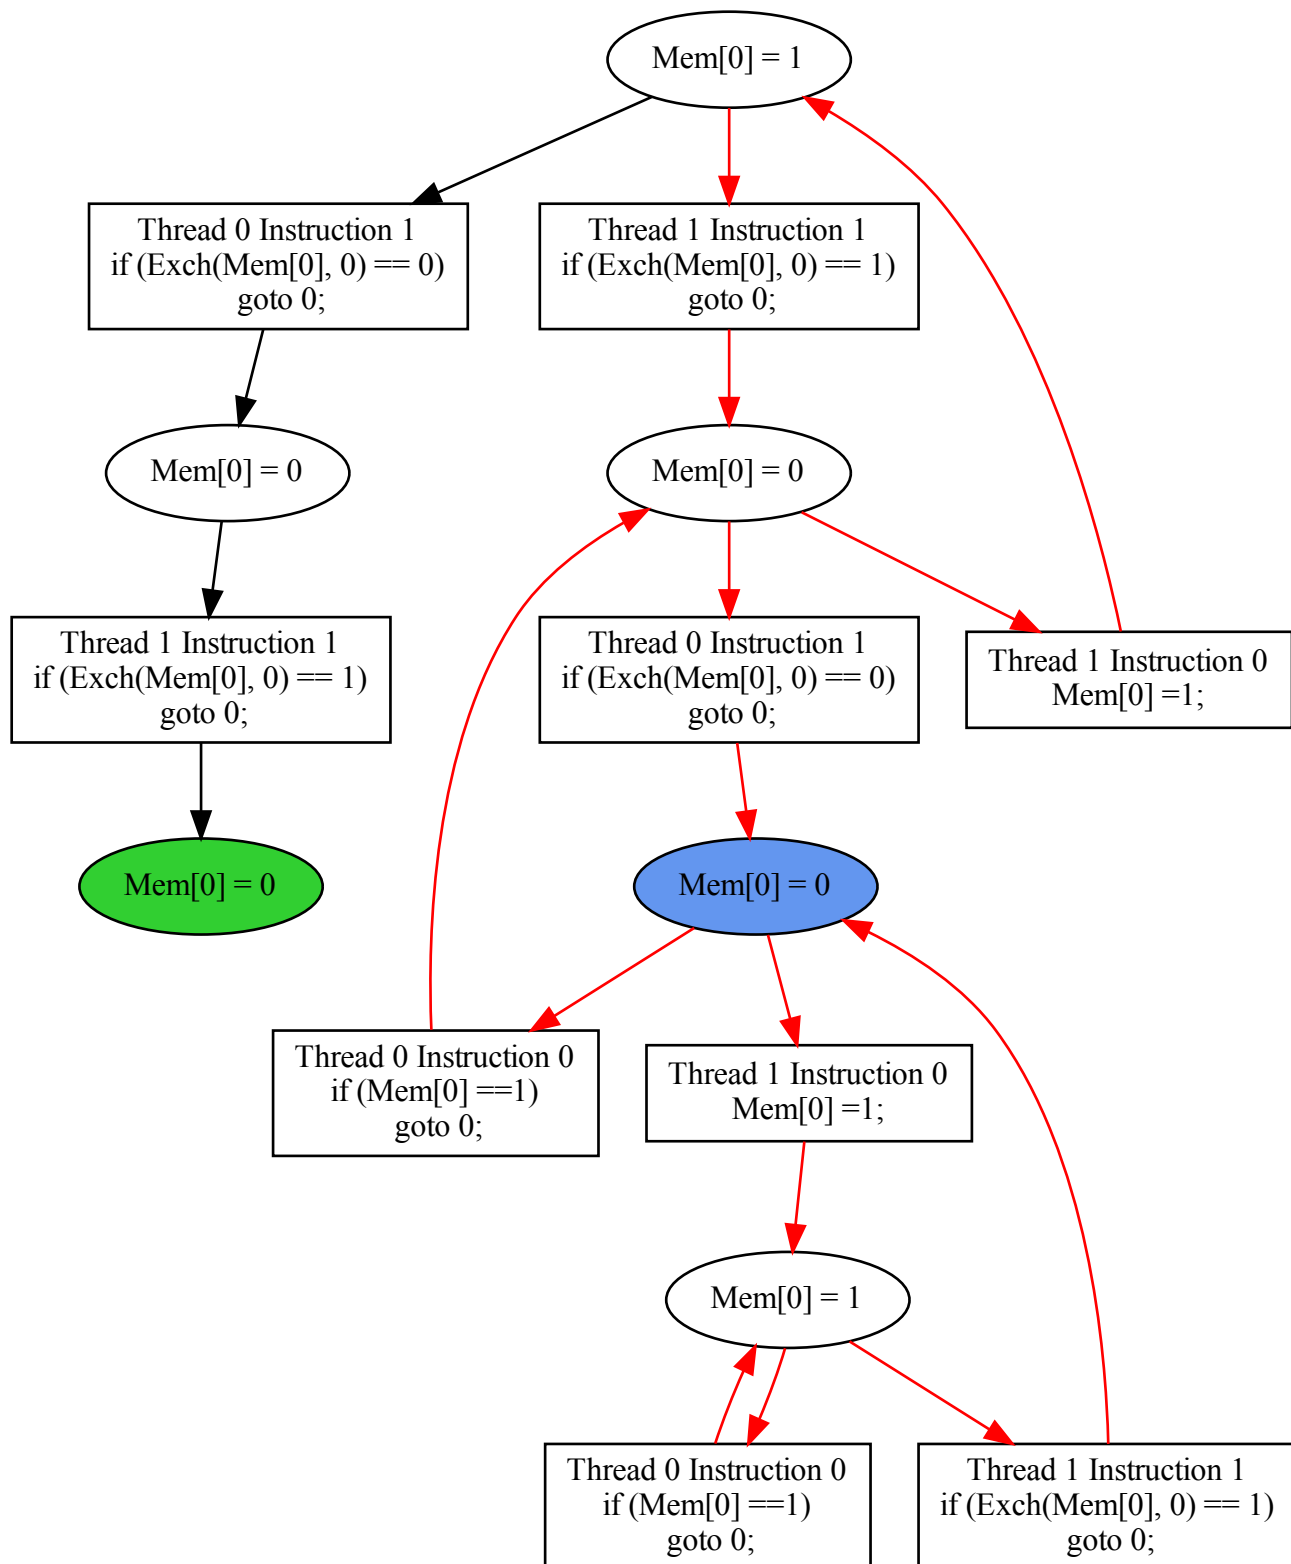 Mem[0] = 1
Thread 0 Instruction 1
if (Exch(Mem[0], 0) == 0)
goto 0;
Thread 1 Instruction 1
if (Exch(Mem[0], 0) == 1)
goto 0;
Mem[0] = 0
Mem[0] = 0
Thread 1 Instruction 1
if (Exch(Mem[0], 0) == 1)
goto 0;
Thread 0 Instruction 1
if (Exch(Mem[0], 0) == 0)
goto 0;
Thread 1 Instruction 0
Mem[0] =1;
Mem[0] = 0
Mem[0] = 0
Thread 0 Instruction 0
if (Mem[0] ==1)
goto 0;
Thread 1 Instruction 0
Mem[0] =1;
Mem[0] = 1
Thread 0 Instruction 0
if (Mem[0] ==1)
goto 0;
Thread 1 Instruction 1
if (Exch(Mem[0], 0) == 1)
goto 0;